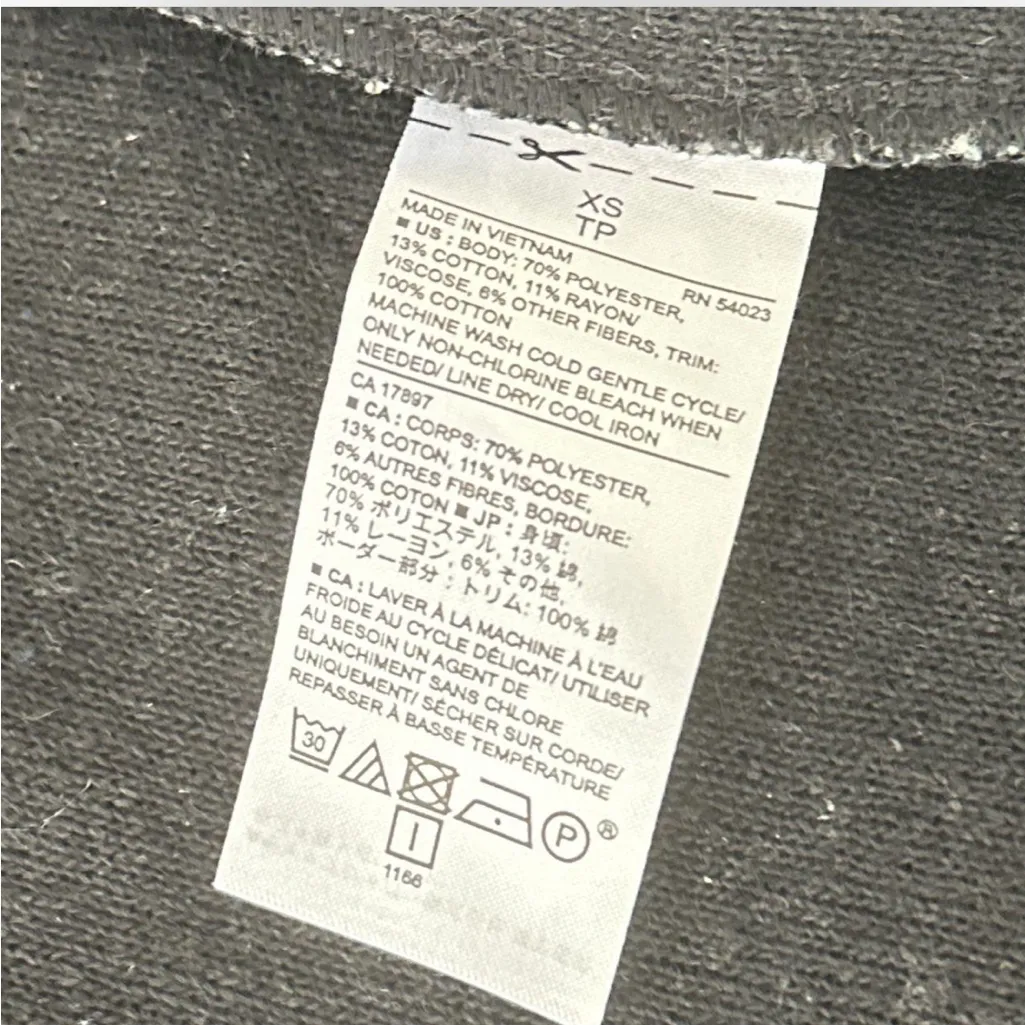 XS
TP
MADE IN VIETNAM
RN 54023
■ US : BODY: 70% POLYESTER,
13% COTTON, 11% RAYON/
VISCOSE, 6% OTHER FIBERS, TRIM:
100% COTTON
MACHINE WASH COLD GENTLE CYCLE/
ONLY NON-CHLORINE BLEACH WHEN
NEEDED/ LINE DRY/ COOL IRON
CA 17897
■ CA : CORPS: 70% POLYESTER,
13% COTON, 11% VISCOSE,
6% AUTRES FIBRES, BORDURE:
100% COTON ■ JP : 身頃:
70% ポリエステル, 13% 綿,
11% レーヨン, 6% その他,
ボーダー部分 : トリム: 100% 綿
■ CA : LAVER À LA MACHINE À L'EAU
FROIDE AU CYCLE DÉLICAT/ UTILISER
AU BESOIN UN AGENT DE
BLANCHIMENT SANS CHLORE
UNIQUEMENT/ SÉCHER SUR CORDE/
REPASSER À BASSE TEMPÉRATURE
30
P ®
1166